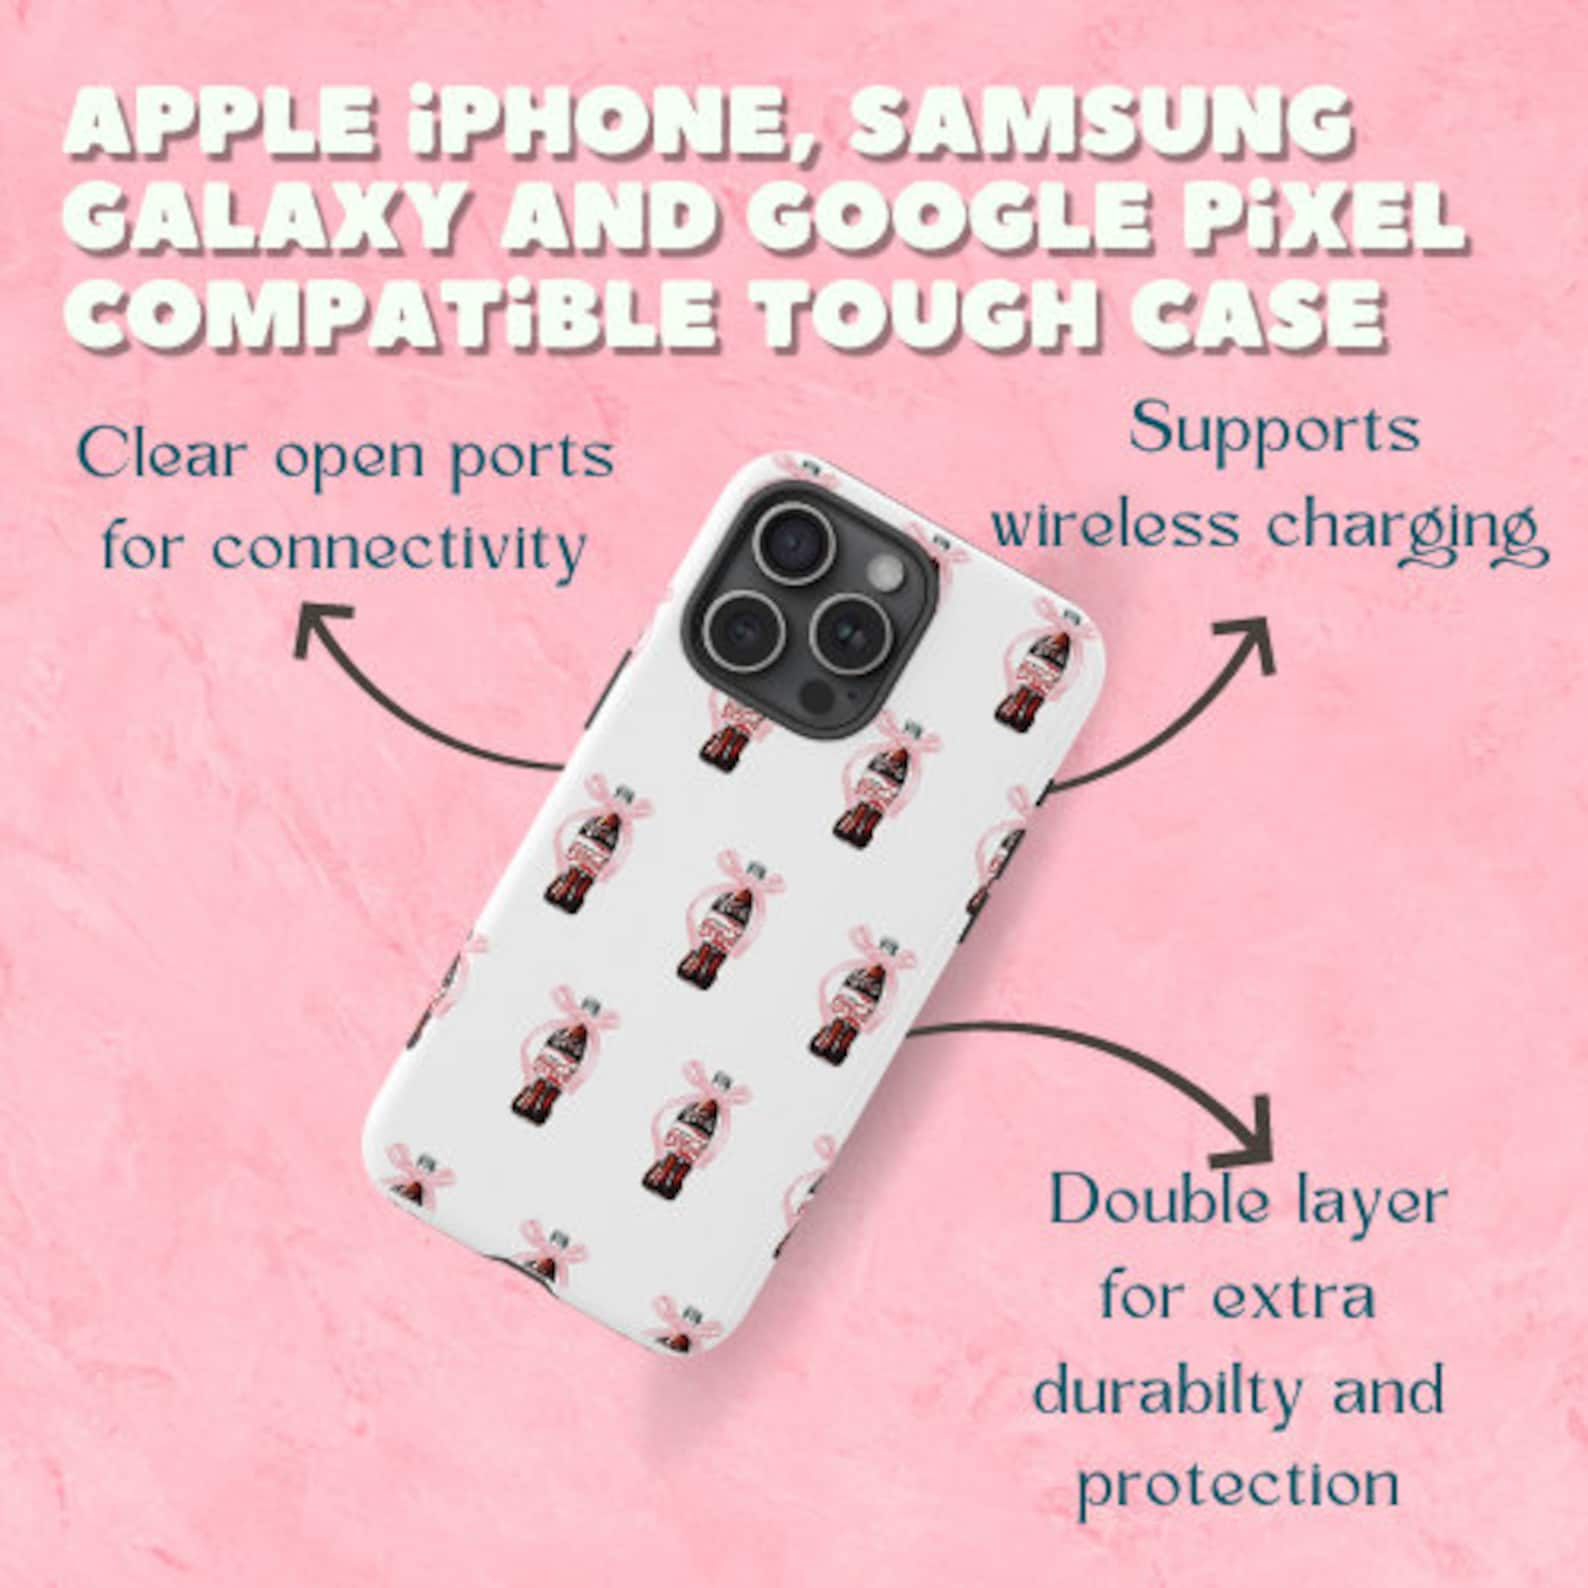 APPLE iPHONE, SAMSUNG
GALAXY AND GOOGLE PiXEL
COMPATiBLE TOUGH CASE
Clear open ports
for connectivity
Supports
wireless charging
Double layer
for extra
durabilty and
protection